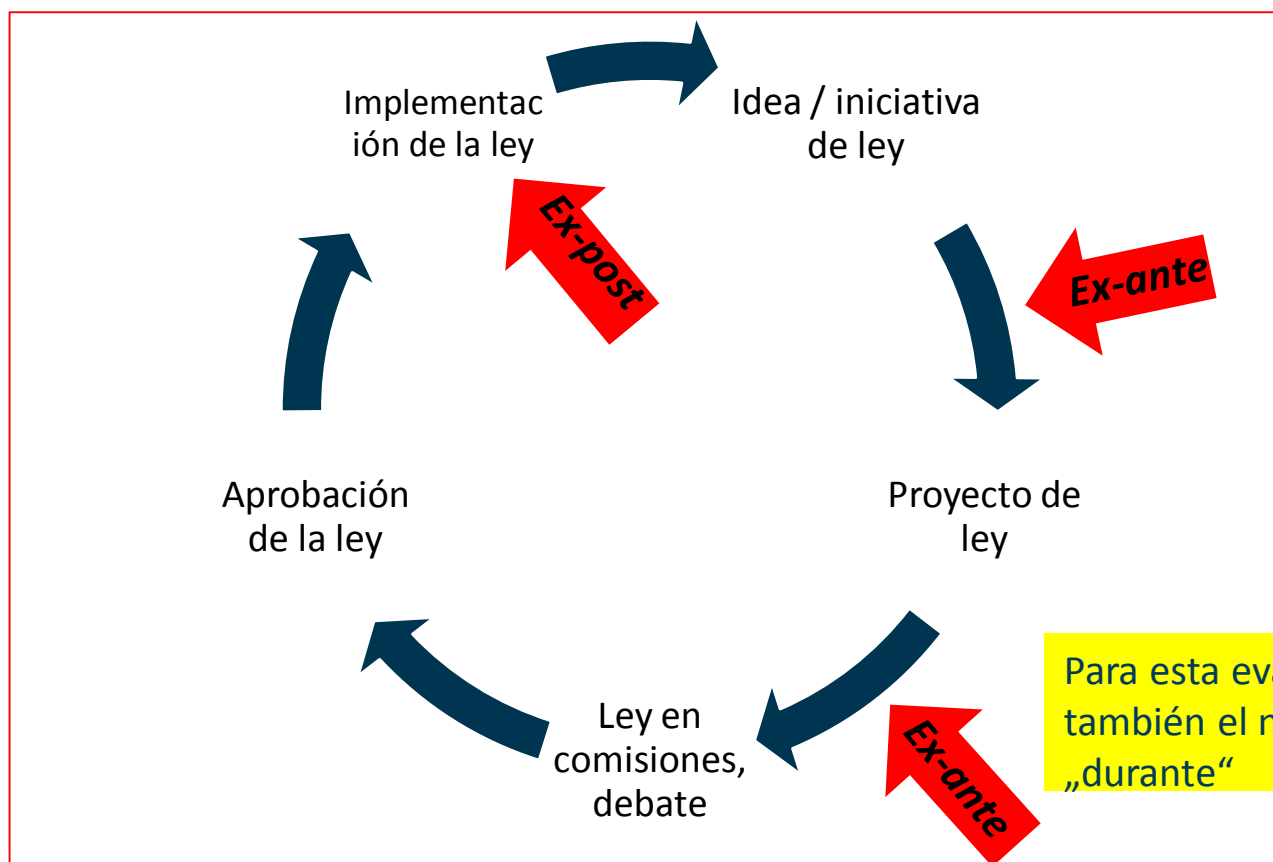 Implementac
ión de la ley
Idea / iniciativa
de ley
Ex-post
Ex-ante
Aprobación
de la ley
Proyecto de
ley
Ley en
comisiones,
debate
Ex-ante
Para esta
también el
„durante“